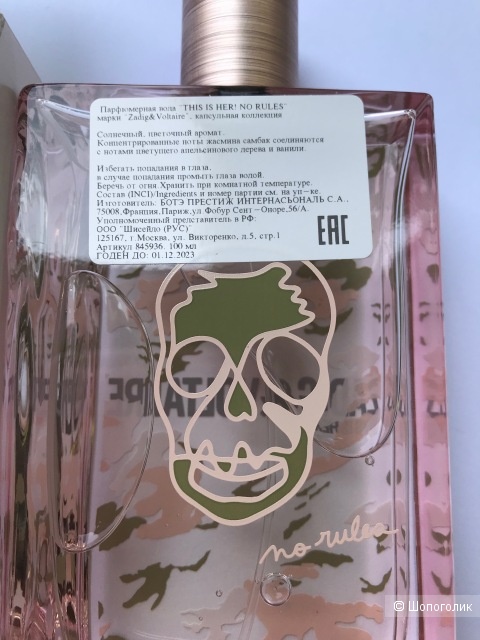 Парфюмерная вода "THIS IS HER! NO RULES"
марки "Zadig&Voltaire", капсульная коллекция
Солнечный, цветочный аромат.
Концентрированные ноты жасмина самбах соединяются
с нотами цветущего апельсинового дерева и ванили.
Избегать попадания в глаза,
в случае попадания промыть глаза водой.
Беречь от огня.Хранить при комнатной температуре.
Состав (INCI)/Ingredients и номер партии см. на уп-ке.
Изготовитель: БОТЭ ПРЕСТИЖ ИНТЕРНАСЬОНАЛЬ С.А.,
75008,Франция,Париж,ул Фобур Сент-Оноре,56/А.
Уполномоченный представитель в РФ:
ООО "Шисейдо (РУС)"
125167, г Москва, ул. Викторенко, д.5, стр.1
Артикул 845936. 100 мл
ГОДЕН ДО: 01.12.2023
EAC
no rules
© Шопоголик